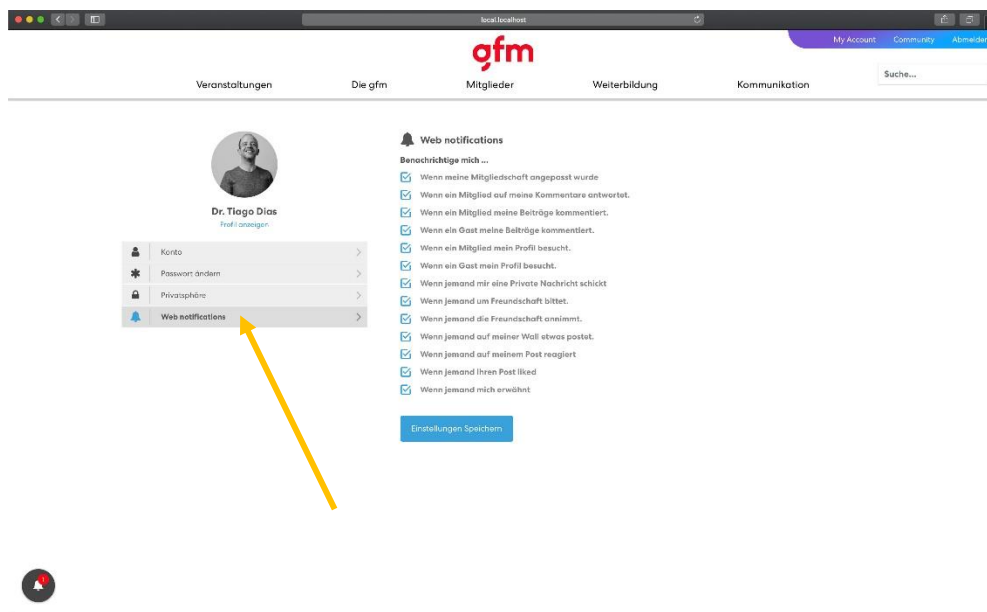 local.localhost
My Account Community Abmelden
gfm
Suche...
Veranstaltungen Die gfm Mitglieder Weiterbildung Kommunikation
Dr. Tiago Dias
Profil anzeigen
Konto
Passwort ändern
Privatsphäre
Web notifications
Web notifications
Benachrichtige mich ...
Wenn meine Mitgliedschaft angepasst wurde
Wenn ein Mitglied auf meine Kommentare antwortet.
Wenn ein Mitglied meine Beiträge kommentiert.
Wenn ein Gast meine Beiträge kommentiert.
Wenn ein Mitglied mein Profil besucht.
Wenn ein Gast mein Profil besucht.
Wenn jemand mir eine Private Nachricht schickt
Wenn jemand um Freundschaft bittet.
Wenn jemand die Freundschaft annimmt.
Wenn jemand auf meiner Wall etwas postet.
Wenn jemand auf meinem Post reagiert
Wenn jemand Ihren Post liked
Wenn jemand mich erwähnt
Einstellungen Speichern
1